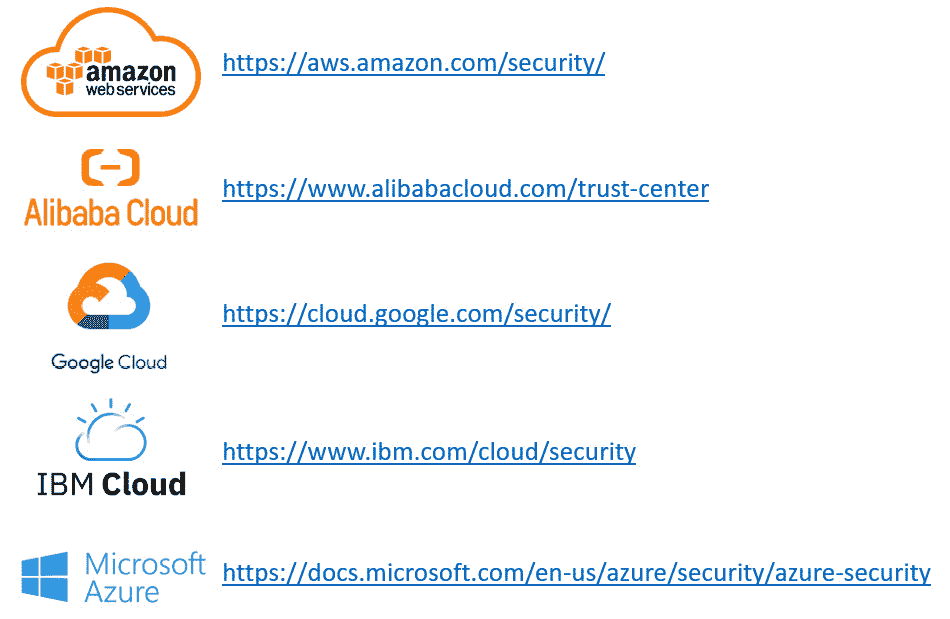 amazon
web services
https://aws.amazon.com/security/
Alibaba Cloud
https://www.alibabacloud.com/trust-center
Google Cloud
https://cloud.google.com/security/
IBM Cloud
https://www.ibm.com/cloud/security
Microsoft
Azure
https://docs.microsoft.com/en-us/azure/security/azure-security